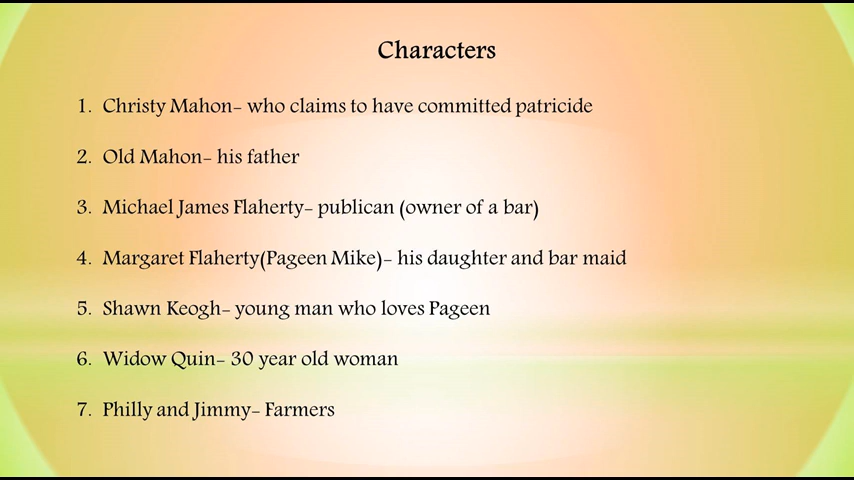 Characters
1. Christy Mahon- who claims to have committed patricide
2. Old Mahon- his father
3. Michael James Flaherty- publican (owner of a bar)
4. Margaret Flaherty(Pageen Mike)- his daughter and bar maid
5. Shawn Keogh- young man who loves Pageen
6. Widow Quin- 30 year old woman
7. Philly and Jimmy- Farmers